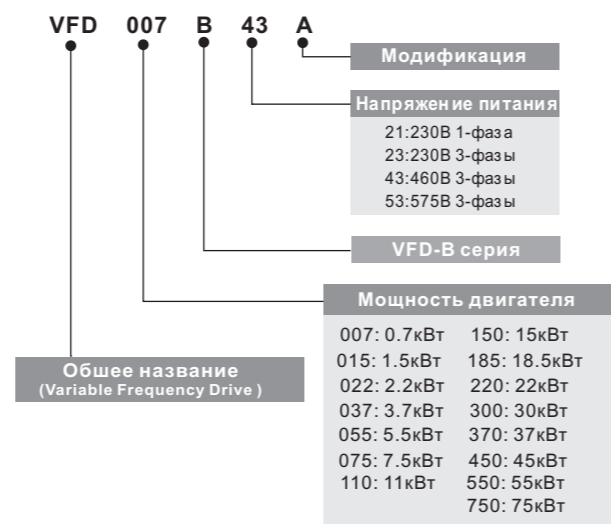 VFD 007 B 43 A
Модификация
Напряжение питания
21:230В 1-фаза
23:230В 3-фазы
43:460В 3-фазы
53:575В 3-фазы
VFD-B серия
Мощность двигателя
007: 0.7кВт 150: 15кВт
015: 1.5кВт 185: 18.5кВт
022: 2.2кВт 220: 22кВт
037: 3.7кВт 300: 30кВт
055: 5.5кВт 370: 37кВт
075: 7.5кВт 450: 45кВт
110: 11кВт 550: 55кВт
750: 75кВт
Обшее название
(Variable Frequency Drive )